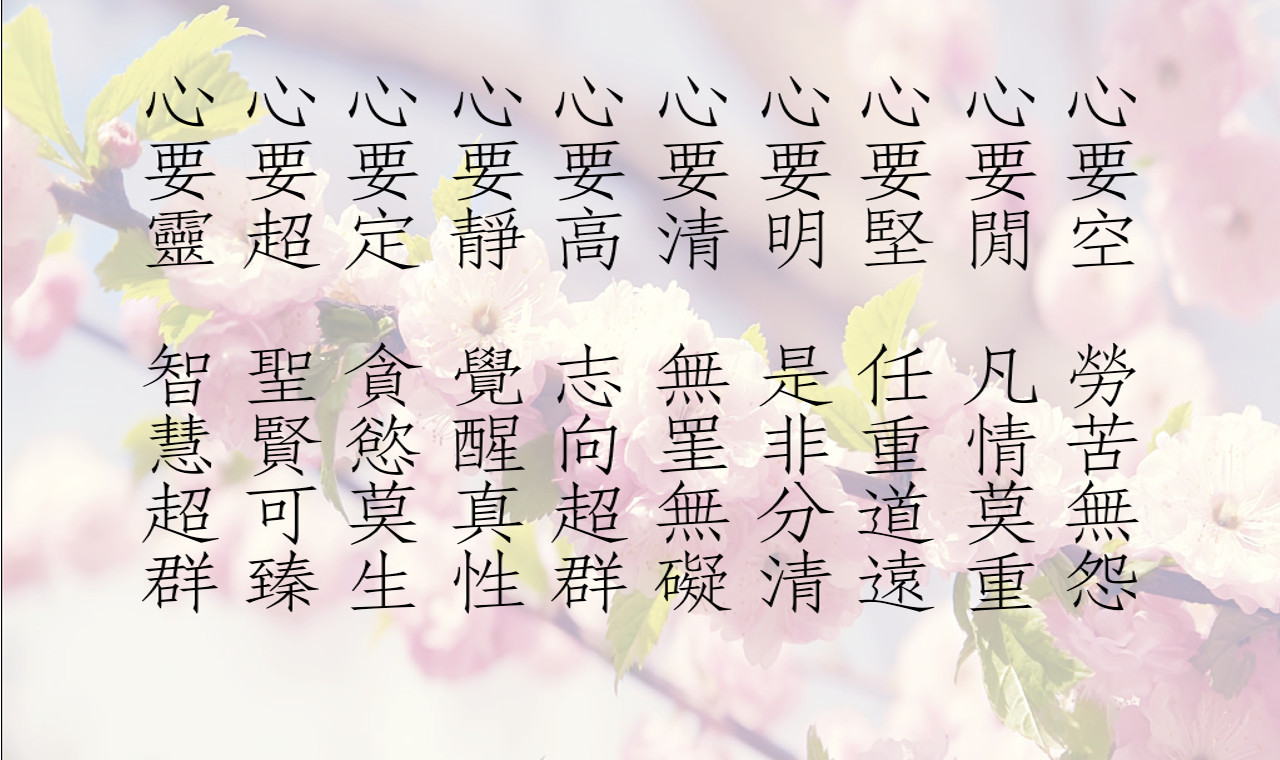 心要空 勞苦無怨
心要閒 凡情莫重
心要堅 任重道遠
心要明 是非分清
心要清 無罣無礙
心要高 志向超群
心要靜 覺醒真性
心要定 貪慾莫生
心要超 聖賢可臻
心要靈 智慧超群